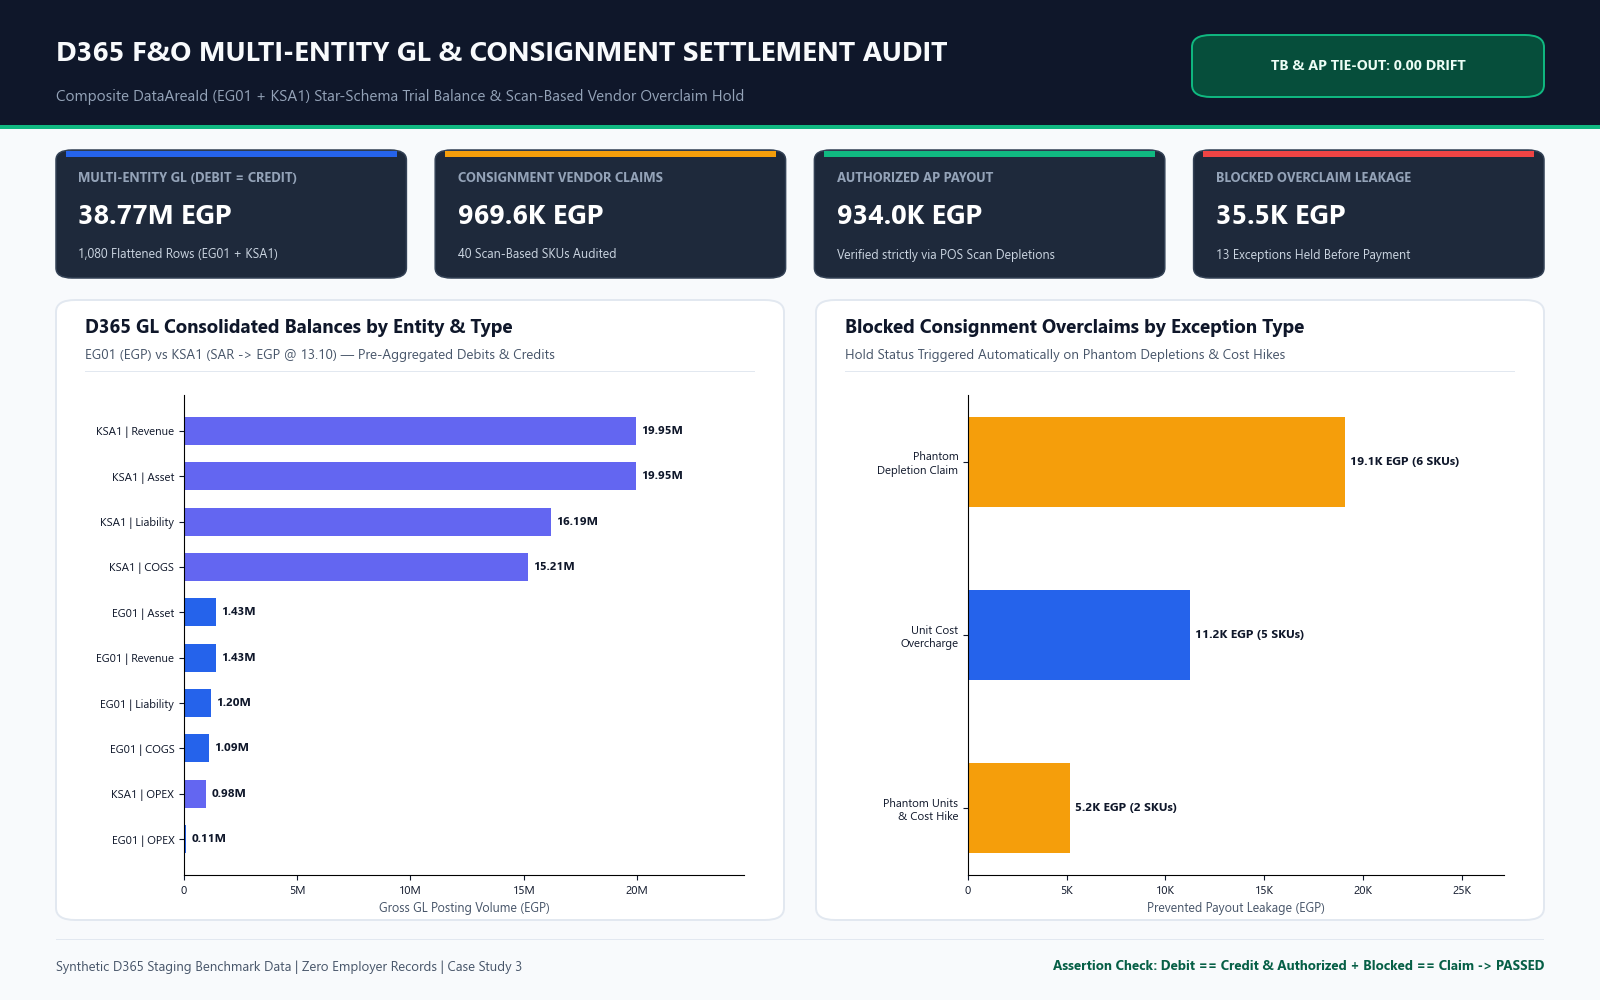 D365 F&O MULTI-ENTITY GL & CONSIGNMENT SETTLEMENT AUDIT
Composite DataAreaId (EG01 + KSA1) Star-Schema Trial Balance & Scan-Based Vendor Overclaim Hold
TB & AP TIE-OUT: 0.00 DRIFT
MULTI-ENTITY GL (DEBIT = CREDIT)
38.77M EGP
1,080 Flattened Rows (EG01 + KSA1)
CONSIGNMENT VENDOR CLAIMS
969.6K EGP
40 Scan-Based SKUs Audited
AUTHORIZED AP PAYOUT
934.0K EGP
Verified strictly via POS Scan Depletions
BLOCKED OVERCLAIM LEAKAGE
35.5K EGP
13 Exceptions Held Before Payment
D365 GL Consolidated Balances by Entity & Type
EG01 (EGP) vs KSA1 (SAR -> EGP @ 13.10) — Pre-Aggregated Debits & Credits
KSA1 | Revenue 19.95M
KSA1 | Asset 19.95M
KSA1 | Liability 16.19M
KSA1 | COGS 15.21M
EG01 | Asset 1.43M
EG01 | Revenue 1.43M
EG01 | Liability 1.20M
EG01 | COGS 1.09M
KSA1 | OPEX 0.98M
EG01 | OPEX 0.11M
0 5M 10M 15M 20M
Gross GL Posting Volume (EGP)
Blocked Consignment Overclaims by Exception Type
Hold Status Triggered Automatically on Phantom Depletions & Cost Hikes
Phantom
Depletion Claim
19.1K EGP (6 SKUs)
Unit Cost
Overcharge
11.2K EGP (5 SKUs)
Phantom Units
& Cost Hike
5.2K EGP (2 SKUs)
0 5K 10K 15K 20K 25K
Prevented Payout Leakage (EGP)
Synthetic D365 Staging Benchmark Data | Zero Employer Records | Case Study 3
Assertion Check: Debit == Credit & Authorized + Blocked == Claim -> PASSED